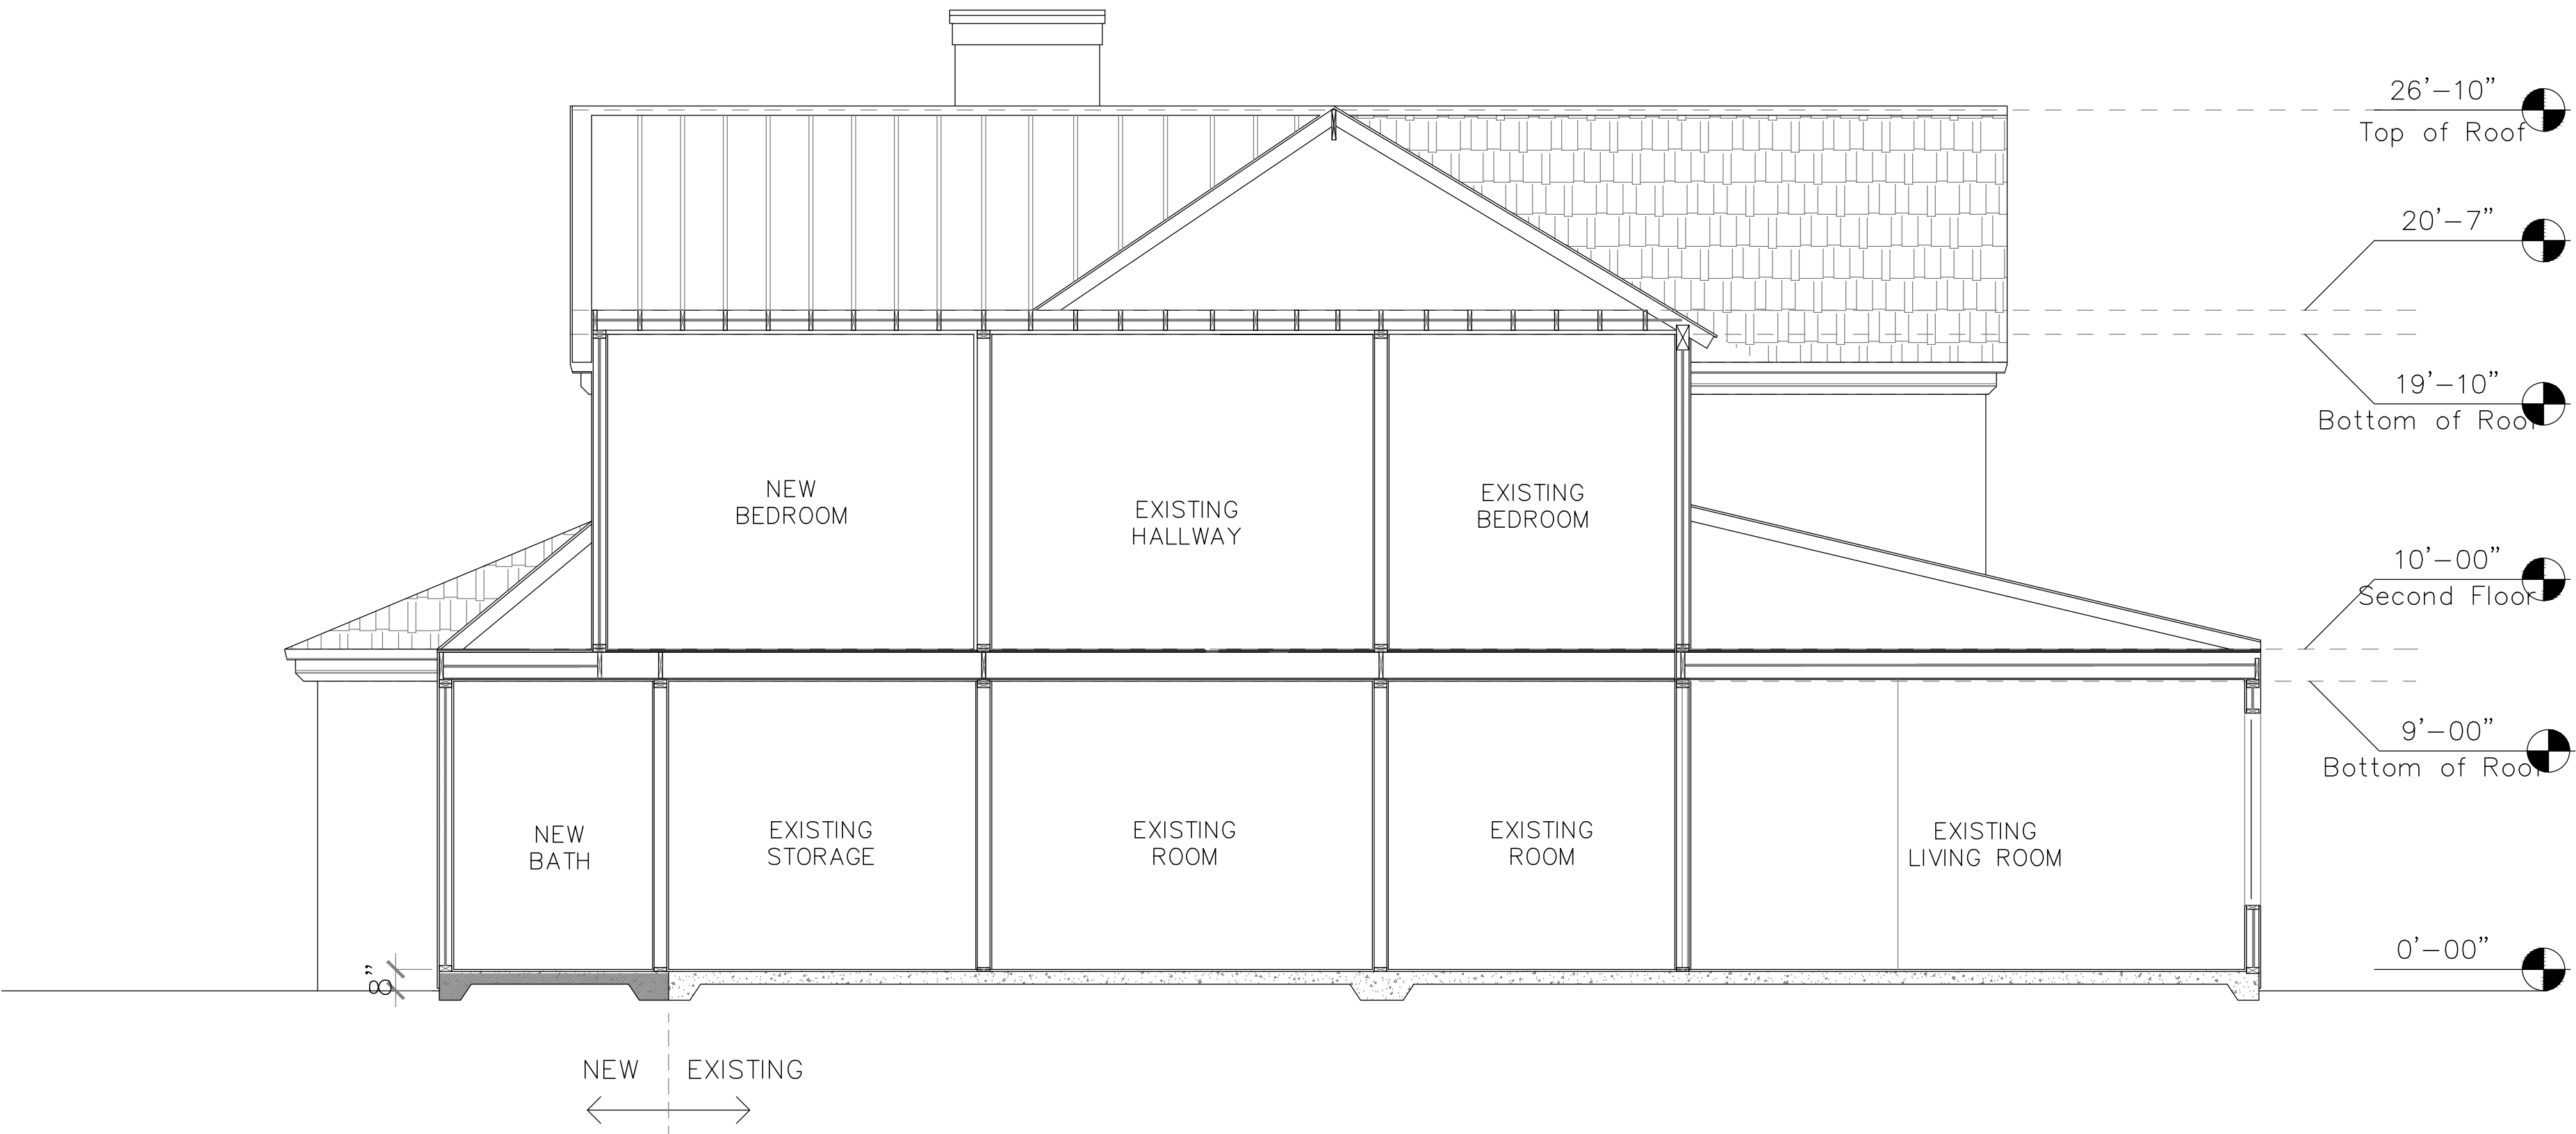 26'-10"
Top of Roof
20'-7"
19'-10"
Bottom of Roof
NEW
BEDROOM
EXISTING
HALLWAY
EXISTING
BEDROOM
10'-00"
Second Floor
9'-00"
Bottom of Roof
NEW
BATH
EXISTING
STORAGE
EXISTING
ROOM
EXISTING
ROOM
EXISTING
LIVING ROOM
0'-00"
8"
NEW EXISTING